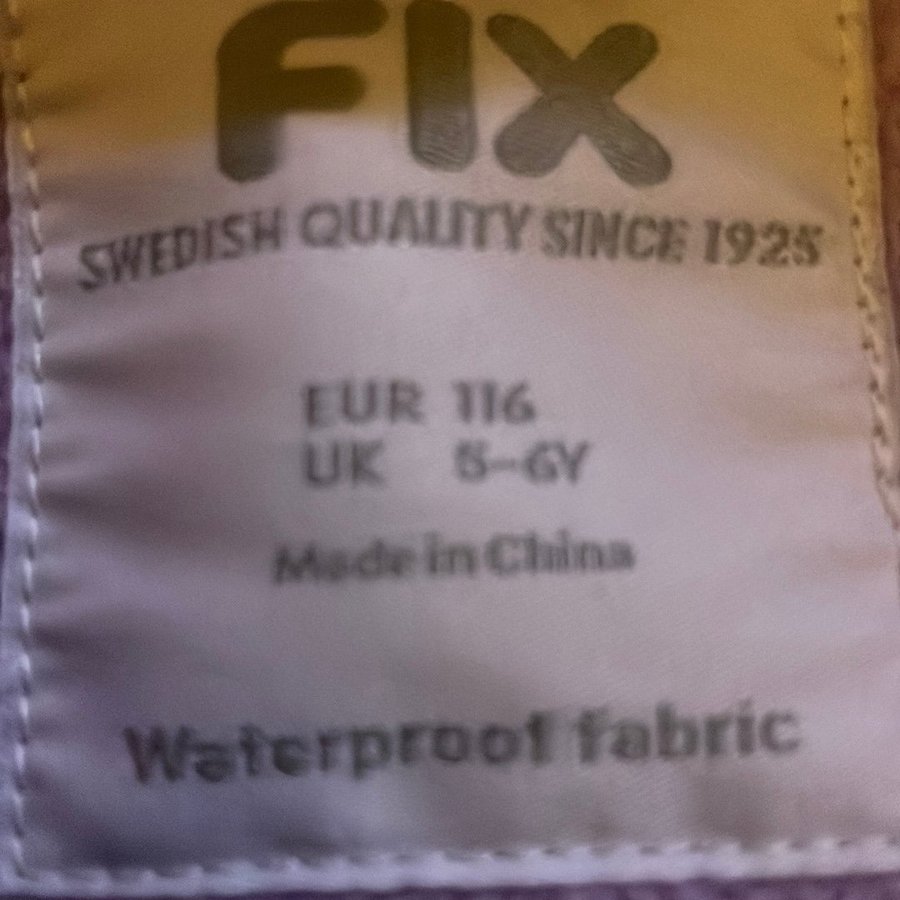 FIX
SWEDISH QUALITY SINCE 1925
EUR 116
UK 5-6Y
Made in China
Waterproof fabric